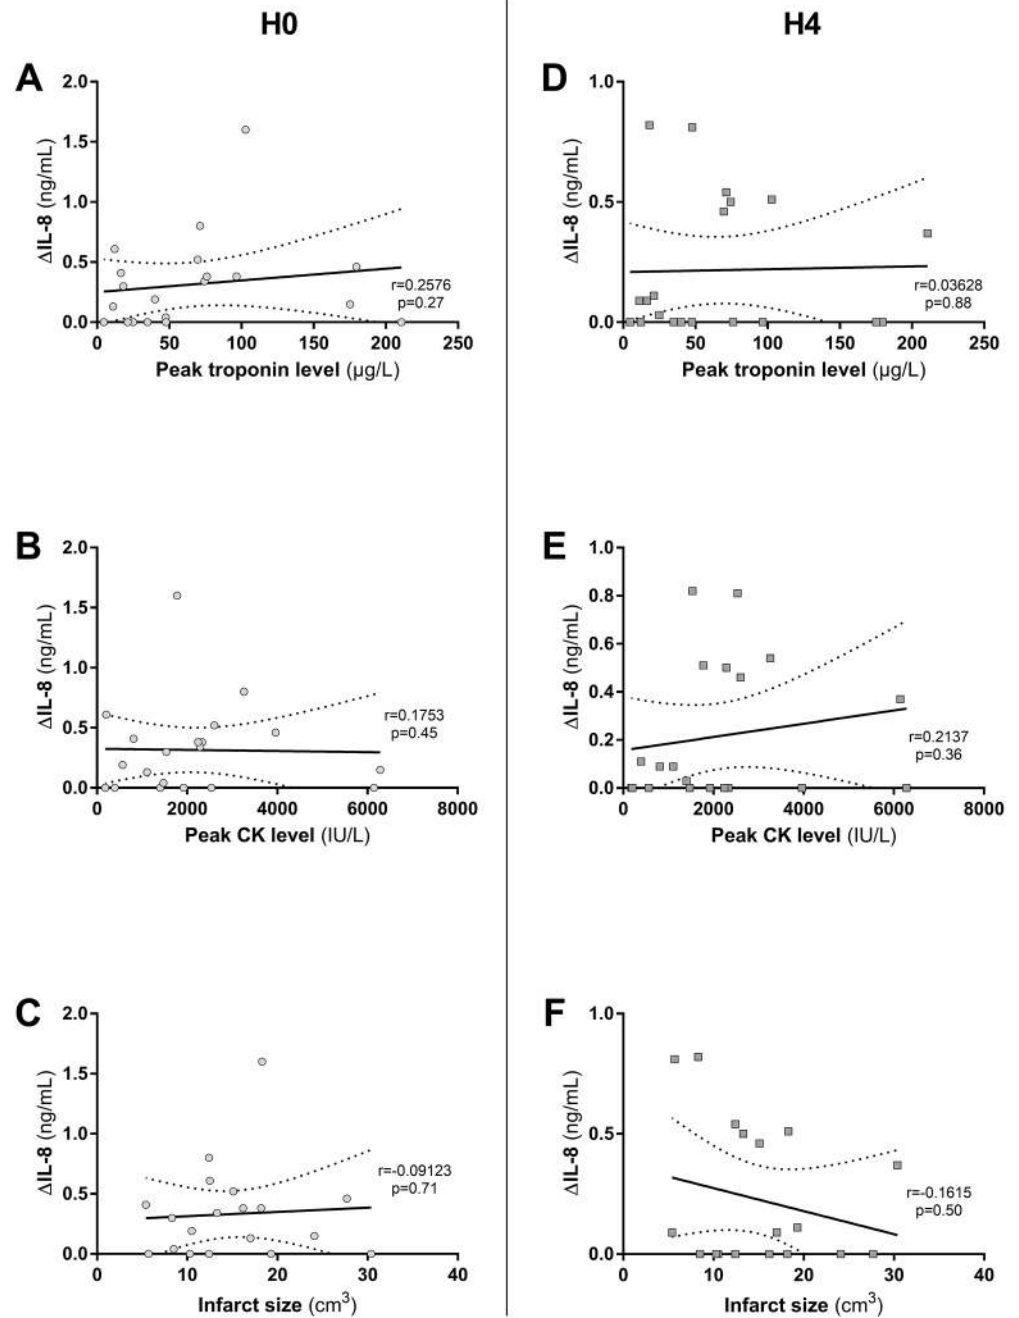 H0
H4
A
2.0
1.5
1.0
0.5
0.0
ΔIL-8 (ng/mL)
r=0.2576
p=0.27
0 50 100 150 200 250
Peak troponin level (μg/L)
D
1.0
0.5
0.0
ΔIL-8 (ng/mL)
r=0.03628
p=0.88
0 50 100 150 200 250
Peak troponin level (μg/L)
B
2.0
1.5
1.0
0.5
0.0
ΔIL-8 (ng/mL)
r=0.1753
p=0.45
0 2000 4000 6000 8000
Peak CK level (IU/L)
E
1.0
0.8
0.6
0.4
0.2
0.0
ΔIL-8 (ng/mL)
r=0.2137
p=0.36
0 2000 4000 6000 8000
Peak CK level (IU/L)
C
2.0
1.5
1.0
0.5
0.0
ΔIL-8 (ng/mL)
r=-0.09123
p=0.71
0 10 20 30 40
Infarct size (cm³)
F
1.0
0.5
0.0
ΔIL-8 (ng/mL)
r=-0.1615
p=0.50
0 10 20 30 40
Infarct size (cm³)